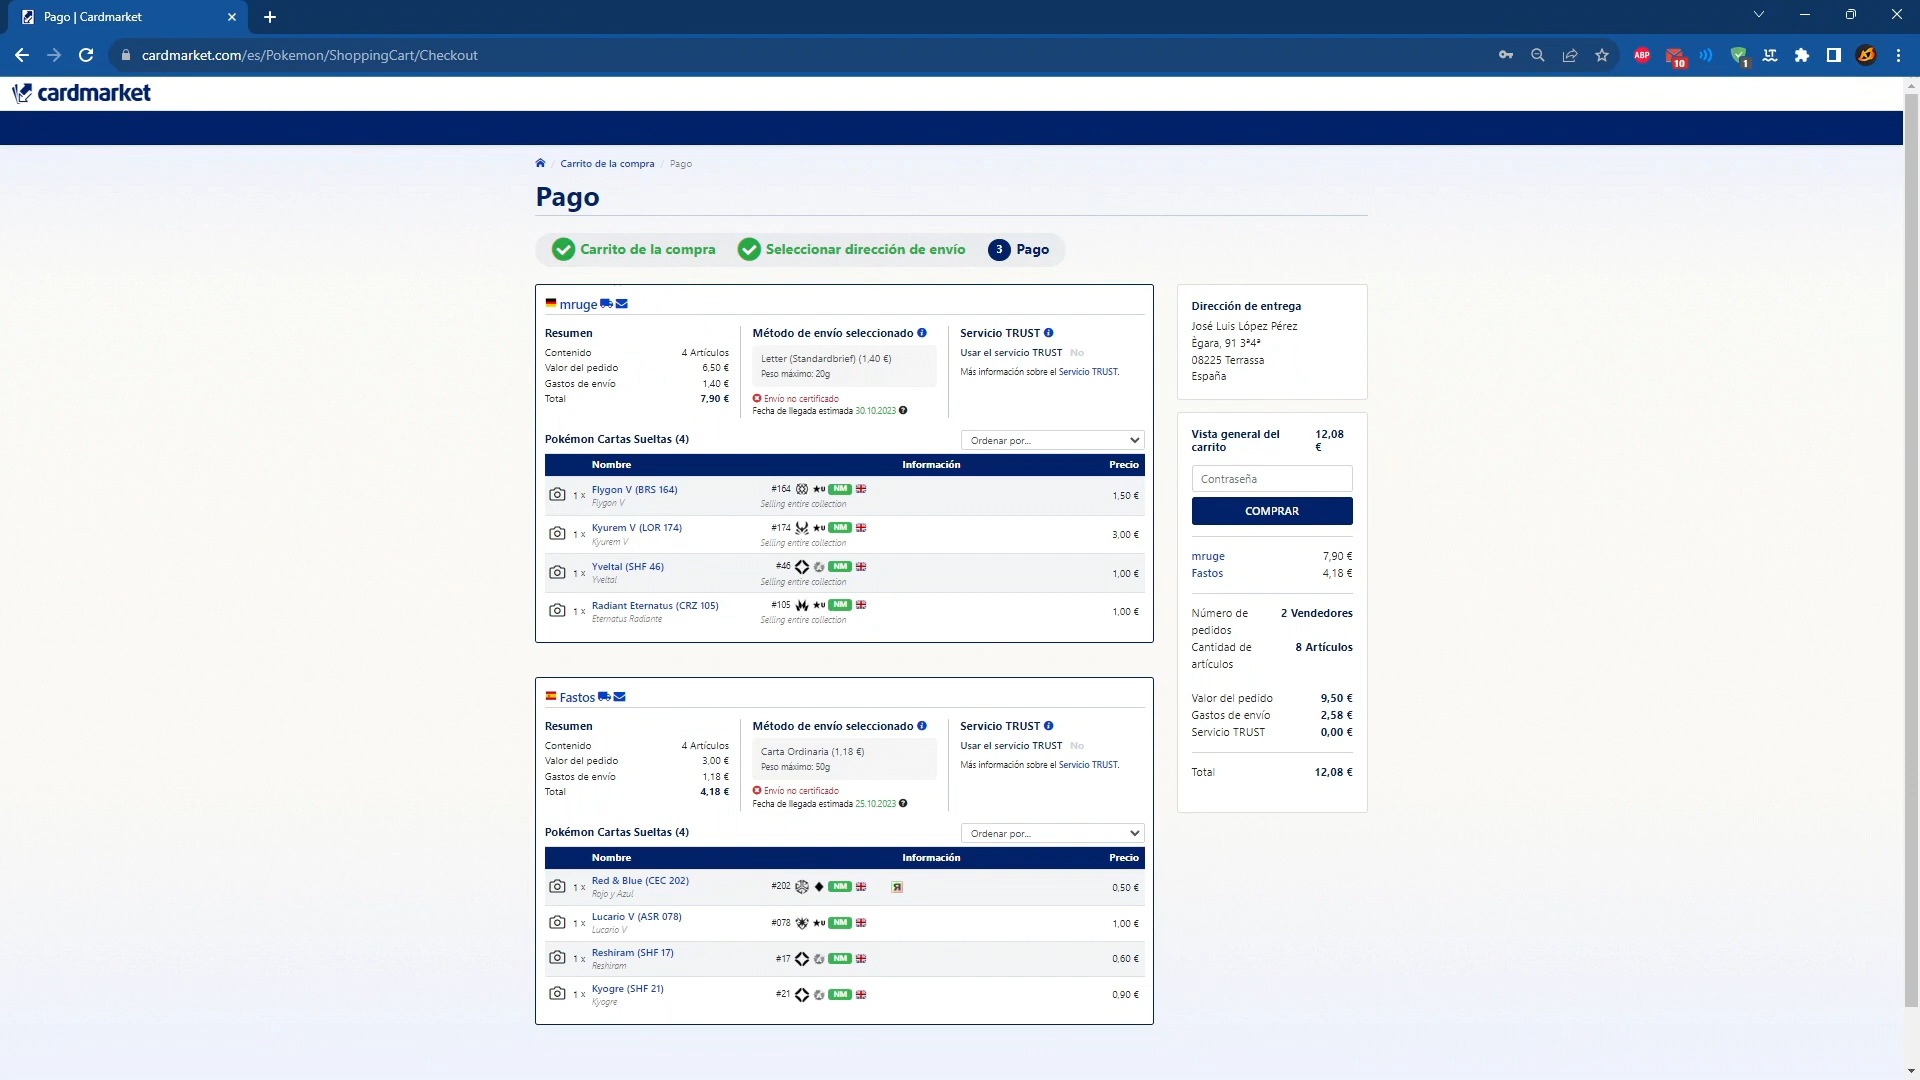 Pago | Cardmarket
cardmarket.com/es/Pokemon/ShoppingCart/Checkout
ABP
10
1
cardmarket
/ Carrito de la compra / Pago
Pago
Carrito de la compra
Seleccionar dirección de envío
3 Pago
mruge
Resumen
Contenido 4 Artículos
Valor del pedido 6,50 €
Gastos de envío 1,40 €
Total 7,90 €
Método de envío seleccionado
Letter (Standardbrief) (1,40 €)
Peso máximo: 20g
Envío no certificado
Fecha de llegada estimada 30.10.2023
Servicio TRUST
Usar el servicio TRUST No
Más información sobre el Servicio TRUST.
Pokémon Cartas Sueltas (4)
Ordenar por...
Nombre Información Precio
1 x Flygon V (BRS 164) #164 ★U NM 1,50 €
Flygon V Selling entire collection
1 x Kyurem V (LOR 174) #174 ★U NM 3,00 €
Kyurem V Selling entire collection
1 x Yveltal (SHF 46) #46 NM 1,00 €
Yveltal Selling entire collection
1 x Radiant Eternatus (CRZ 105) #105 ★U NM 1,00 €
Eternatus Radiante Selling entire collection
Fastos
Resumen
Contenido 4 Artículos
Valor del pedido 3,00 €
Gastos de envío 1,18 €
Total 4,18 €
Método de envío seleccionado
Carta Ordinaria (1,18 €)
Peso máximo: 50g
Envío no certificado
Fecha de llegada estimada 25.10.2023
Servicio TRUST
Usar el servicio TRUST No
Más información sobre el Servicio TRUST.
Pokémon Cartas Sueltas (4)
Ordenar por...
Nombre Información Precio
1 x Red & Blue (CEC 202) #202 NM 0,50 €
Rojo y Azul
1 x Lucario V (ASR 078) #078 ★U NM 1,00 €
Lucario V
1 x Reshiram (SHF 17) #17 NM 0,60 €
Reshiram
1 x Kyogre (SHF 21) #21 NM 0,90 €
Kyogre
Dirección de entrega
José Luis López Pérez
Ègara, 91 3ª4ª
08225 Terrassa
España
Vista general del 12,08
carrito €
Contraseña
COMPRAR
mruge 7,90 €
Fastos 4,18 €
Número de 2 Vendedores
pedidos
Cantidad de 8 Artículos
artículos
Valor del pedido 9,50 €
Gastos de envío 2,58 €
Servicio TRUST 0,00 €
Total 12,08 €